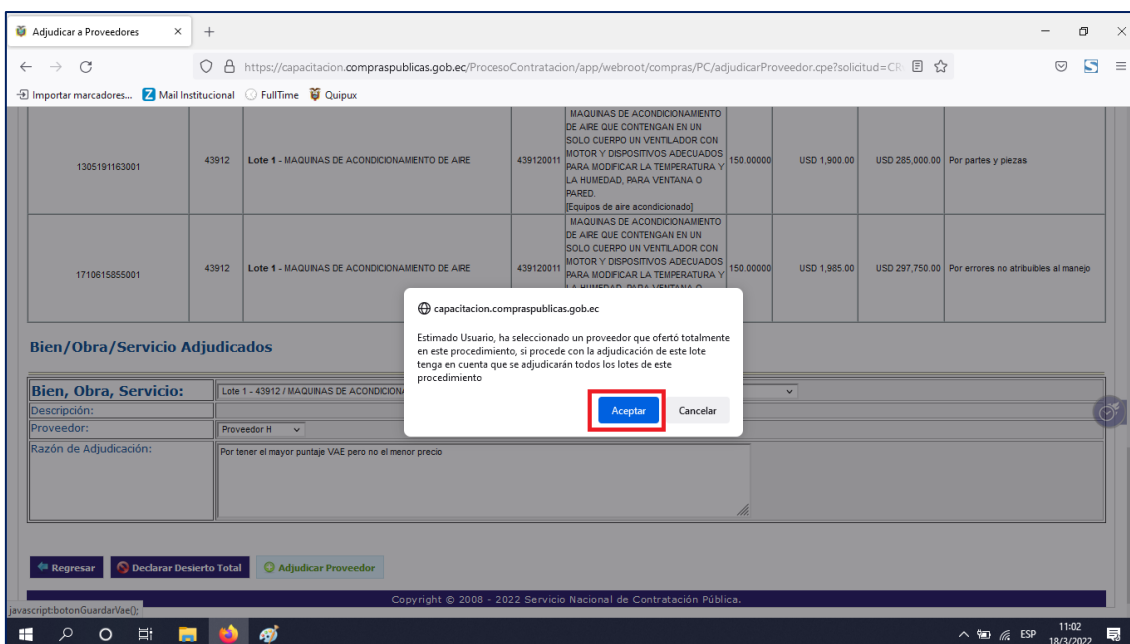 Adjudicar a Proveedores
https://capacitacion.compraspublicas.gob.ec/ProcesoContratacion/app/webroot/compras/PC/adjudicarProveedor.cpe?solicitud=CR
Importar marcadores... Mail Institucional FullTime Quipux
1305191163001 43912 Lote 1 - MAQUINAS DE ACONDICIONAMIENTO DE AIRE 439120011
MAQUINAS DE ACONDICIONAMIENTO
DE AIRE QUE CONTENGAN EN UN
SOLO CUERPO UN VENTILADOR CON
MOTOR Y DISPOSITIVOS ADECUADOS
PARA MODIFICAR LA TEMPERATURA Y
LA HUMEDAD, PARA VENTANA O
PARED.
[Equipos de aire acondicionado]
150.00000 USD 1,900.00 USD 285,000.00 Por partes y piezas
1710615855001 43912 Lote 1 - MAQUINAS DE ACONDICIONAMIENTO DE AIRE 439120011
MAQUINAS DE ACONDICIONAMIENTO
DE AIRE QUE CONTENGAN EN UN
SOLO CUERPO UN VENTILADOR CON
MOTOR Y DISPOSITIVOS ADECUADOS
PARA MODIFICAR LA TEMPERATURA Y
LA HUMEDAD, PARA VENTANA O
150.00000 USD 1,985.00 USD 297,750.00 Por errores no atribuibles al manejo
capacitacion.compraspublicas.gob.ec
Estimado Usuario, ha seleccionado un proveedor que ofertó totalmente
en este procedimiento, si procede con la adjudicación de este lote
tenga en cuenta que se adjudicarán todos los lotes de este
procedimiento
Aceptar Cancelar
Bien/Obra/Servicio Adjudicados
Bien, Obra, Servicio: Lote 1 - 43912 / MAQUINAS DE ACONDICIONA
Descripción:
Proveedor: Proveedor H
Razón de Adjudicación: Por tener el mayor puntaje VAE pero no el menor precio
Regresar Declarar Desierto Total Adjudicar Proveedor
Copyright © 2008 - 2022 Servicio Nacional de Contratación Pública.
javascript:botonGuardarVae();
ESP
11:02
18/3/2022